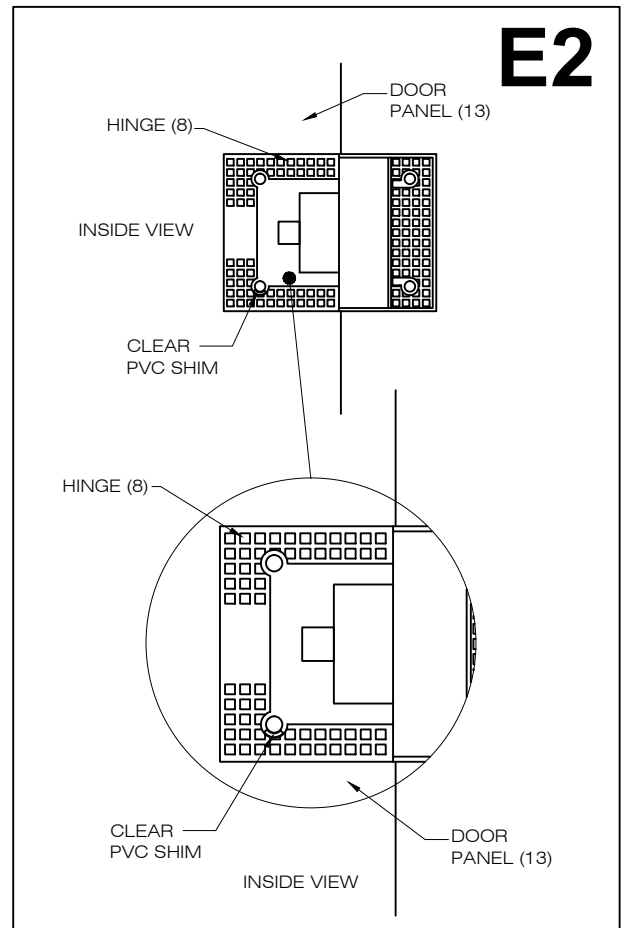 E2
DOOR
PANEL (13)
HINGE (8)
INSIDE VIEW
CLEAR
PVC SHIM
HINGE (8)
CLEAR
PVC SHIM
DOOR
PANEL (13)
INSIDE VIEW